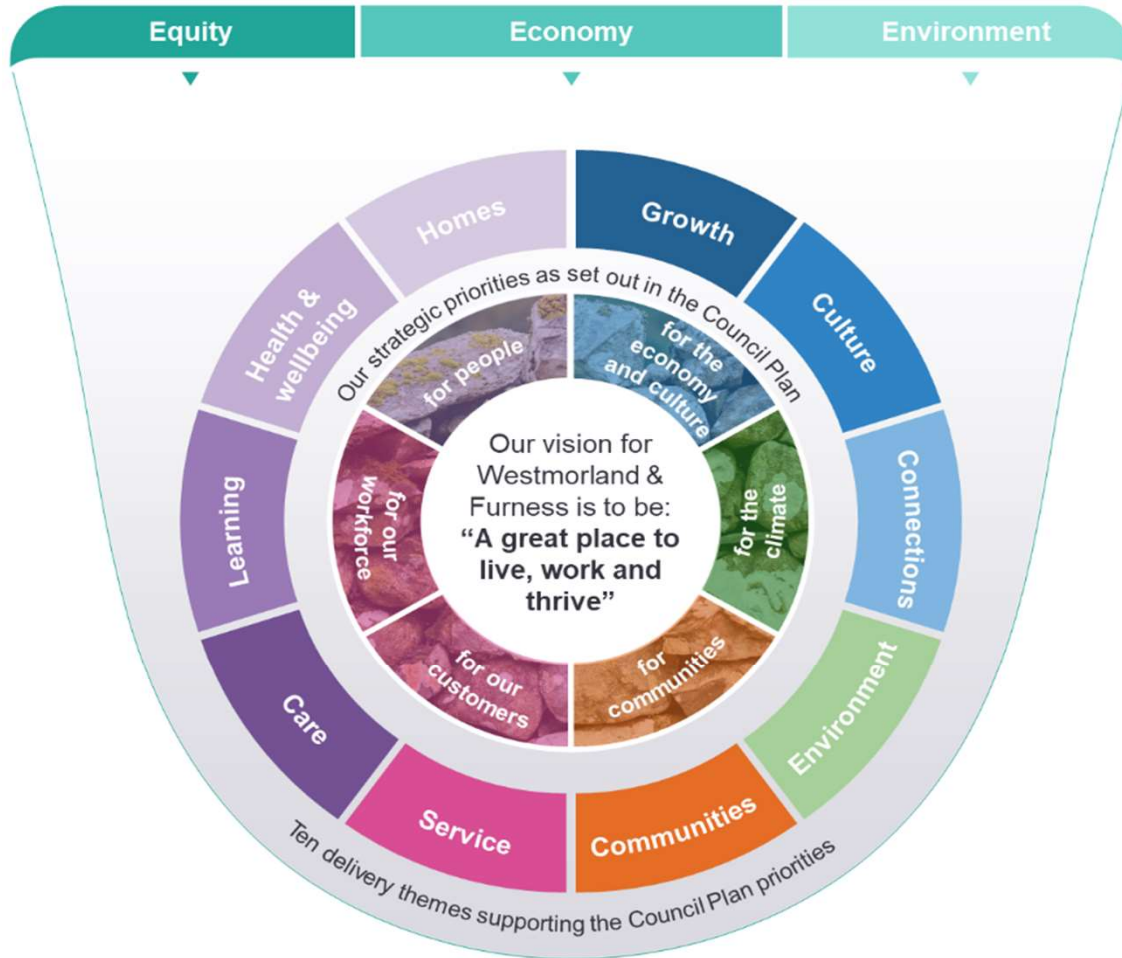 Equity
Economy
Environment
Homes
Growth
Culture
Connections
Environment
Communities
Service
Care
Learning
Health &
wellbeing
Our strategic priorities as set out in the Council Plan
for people
for the
economy
and culture
for the
climate
for
communities
for our
customers
for our
workforce
Our vision for
Westmorland &
Furness is to be:
“A great place to
live, work and
thrive”
Ten delivery themes supporting the Council Plan priorities